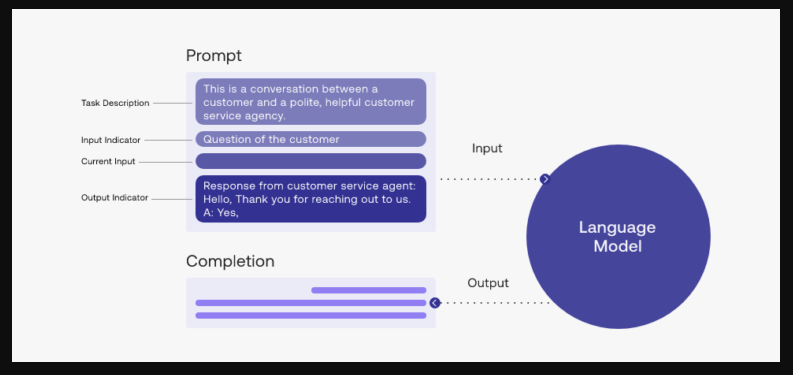 Prompt
Task Description
This is a conversation between a
customer and a polite, helpful customer
service agency.
Input Indicator
Question of the customer
Current Input
Output Indicator
Response from customer service agent:
Hello, Thank you for reaching out to us.
A: Yes,
Input
Language
Model
Completion
Output